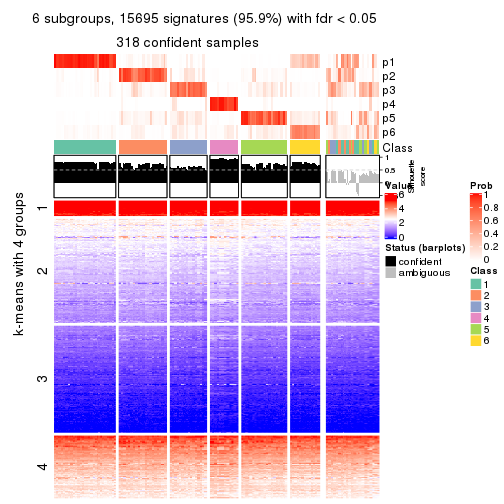 6 subgroups, 15695 signatures (95.9%) with fdr < 0.05
318 confident samples
p1
p2
p3
p4
p5
p6
Class
1
0.5
0
Silhouette
score
k-means with 4 groups
1
2
3
4
Value
6
4
2
0
Status (barplots)
confident
ambiguous
Prob
1
0.8
0.6
0.4
0.2
0
Class
1
2
3
4
5
6